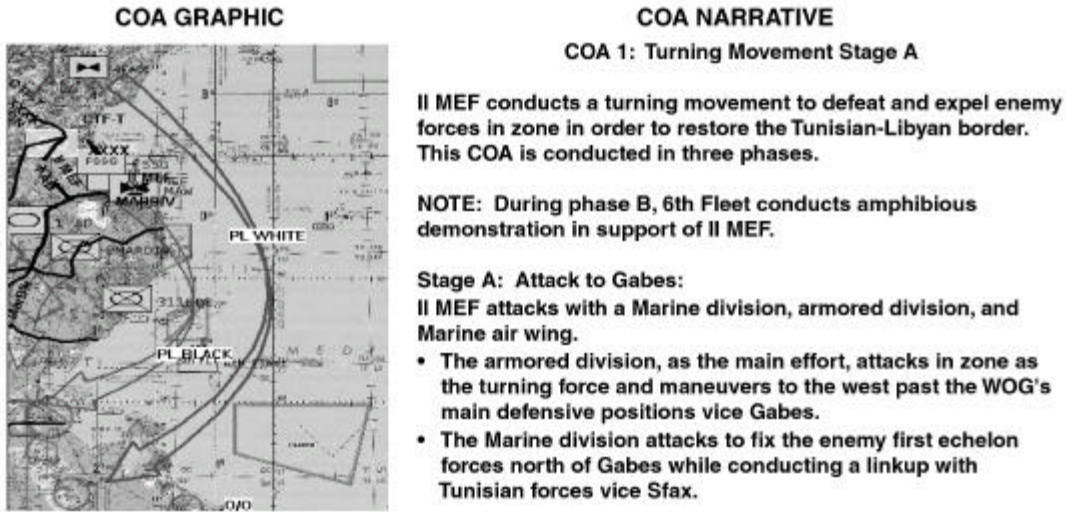 COA GRAPHIC
CTF-T
XXX
PL WHITE
PL BLACK
O/O
COA NARRATIVE
COA 1: Turning Movement Stage A
II MEF conducts a turning movement to defeat and expel enemy
forces in zone in order to restore the Tunisian-Libyan border.
This COA is conducted in three phases.
NOTE: During phase B, 6th Fleet conducts amphibious
demonstration in support of II MEF.
Stage A: Attack to Gabes:
II MEF attacks with a Marine division, armored division, and
Marine air wing.
• The armored division, as the main effort, attacks in zone as
the turning force and maneuvers to the west past the WOG's
main defensive positions vice Gabes.
• The Marine division attacks to fix the enemy first echelon
forces north of Gabes while conducting a linkup with
Tunisian forces vice Sfax.